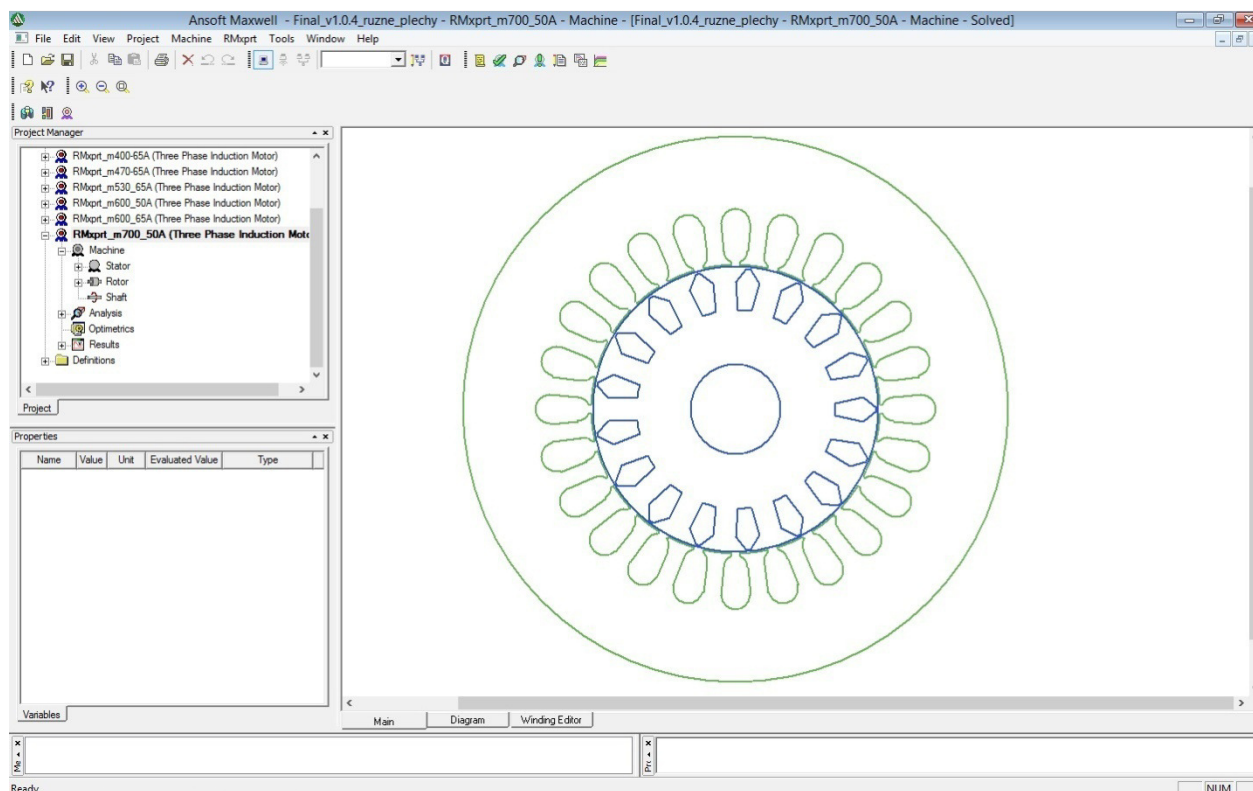 Ansoft Maxwell - Final_v1.0.4_ruzne_plechy - RMxprt_m700_50A - Machine - [Final_v1.0.4_ruzne_plechy - RMxprt_m700_50A - Machine - Solved]
File Edit View Project Machine RMxprt Tools Window Help
Project Manager
RMxprt_m400-65A (Three Phase Induction Motor)
RMxprt_m470-65A (Three Phase Induction Motor)
RMxprt_m530_65A (Three Phase Induction Motor)
RMxprt_m600_50A (Three Phase Induction Motor)
RMxprt_m600_65A (Three Phase Induction Motor)
RMxprt_m700_50A (Three Phase Induction Moto
Machine
Stator
Rotor
Shaft
Analysis
Optimetrics
Results
Definitions
Project
Properties
Name Value Unit Evaluated Value Type
Variables
Main Diagram Winding Editor
Ready NUM